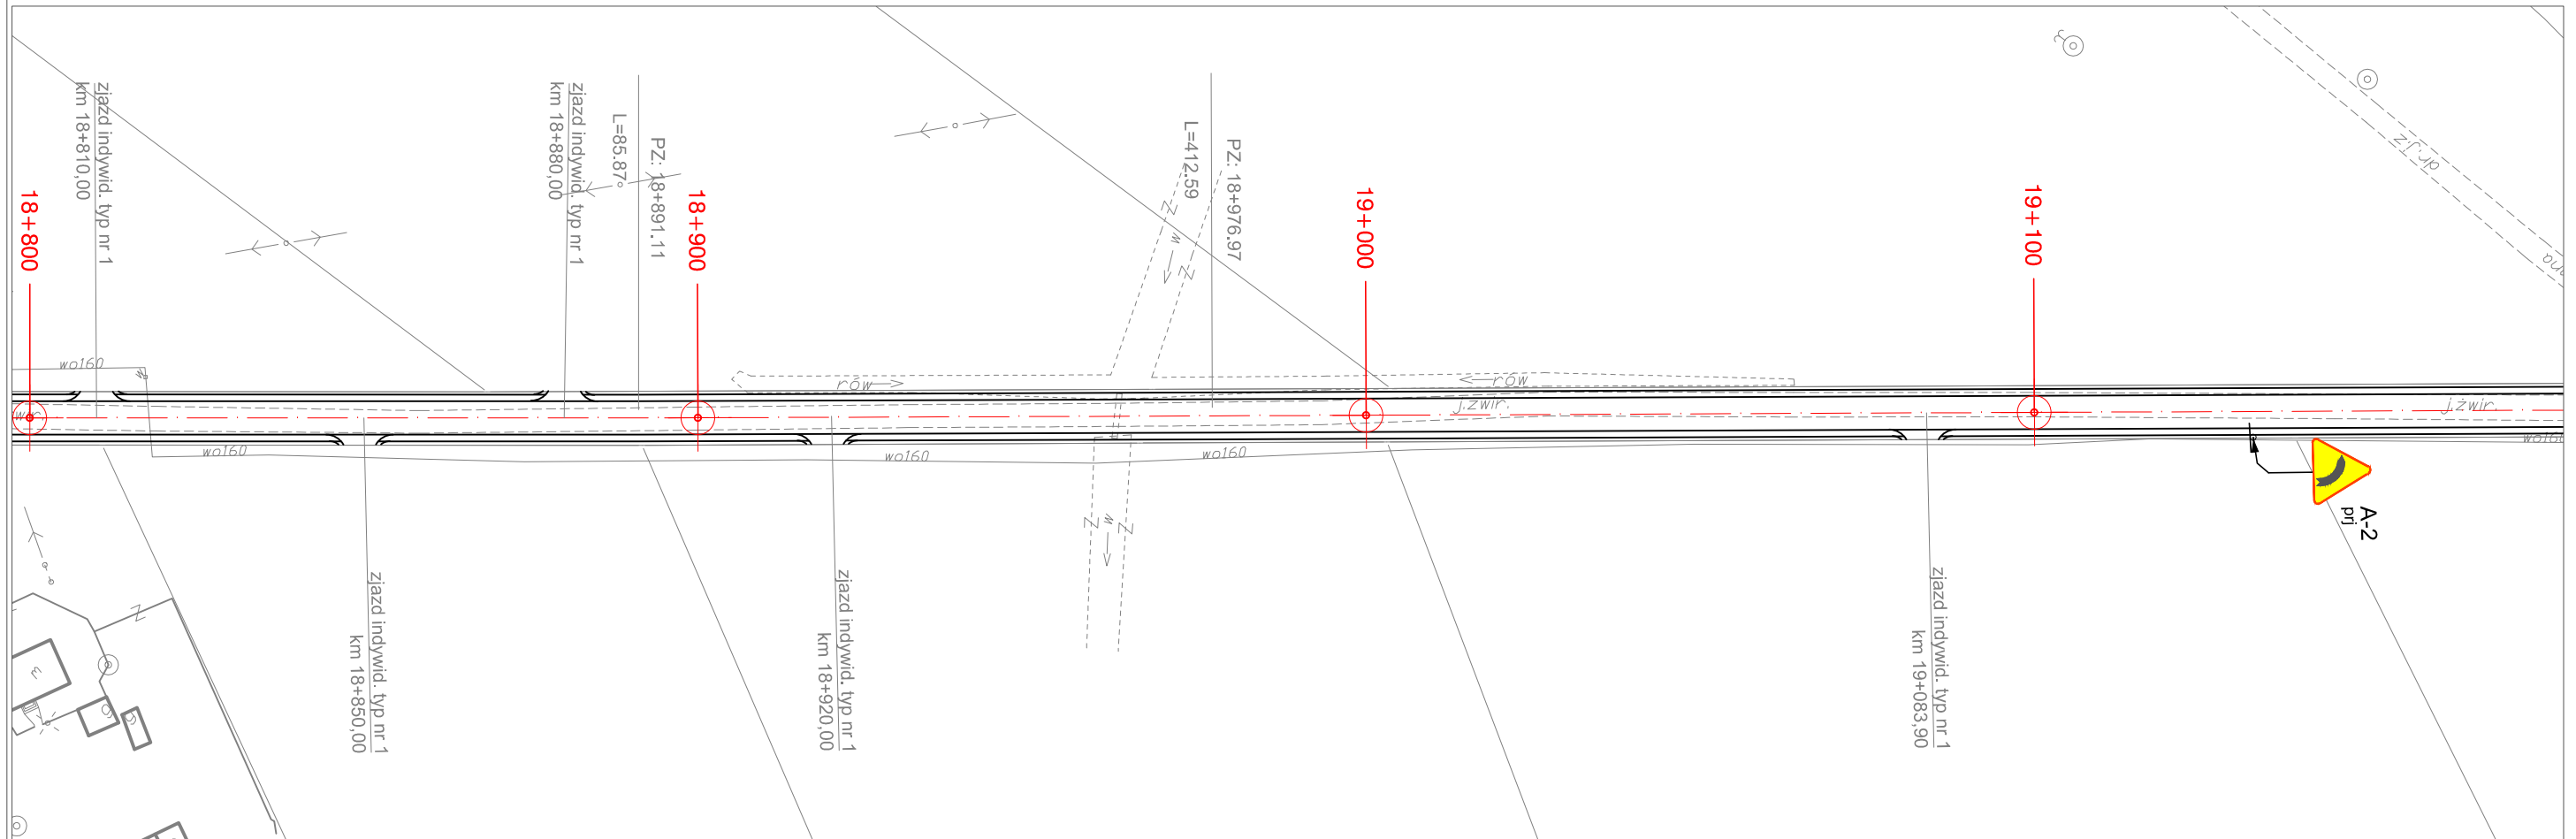 zjazd indywid. typ nr 1
km 18+810,00
zjazd indywid. typ nr 1
km 18+880,00
L=85.87
PZ: 18+891.11
L=412.59
PZ: 18+976.97
18+800
18+900
19+000
19+100
dr.j.ż
w
wo160
w
rów
rów
j.żwir.
j.żwir.
wo160
wo160
wo160
wo160
w
A-2
prj
zjazd indywid. typ nr 1
km 18+850,00
zjazd indywid. typ nr 1
km 18+920,00
zjazd indywid. typ nr 1
km 19+083,90
m
g
g